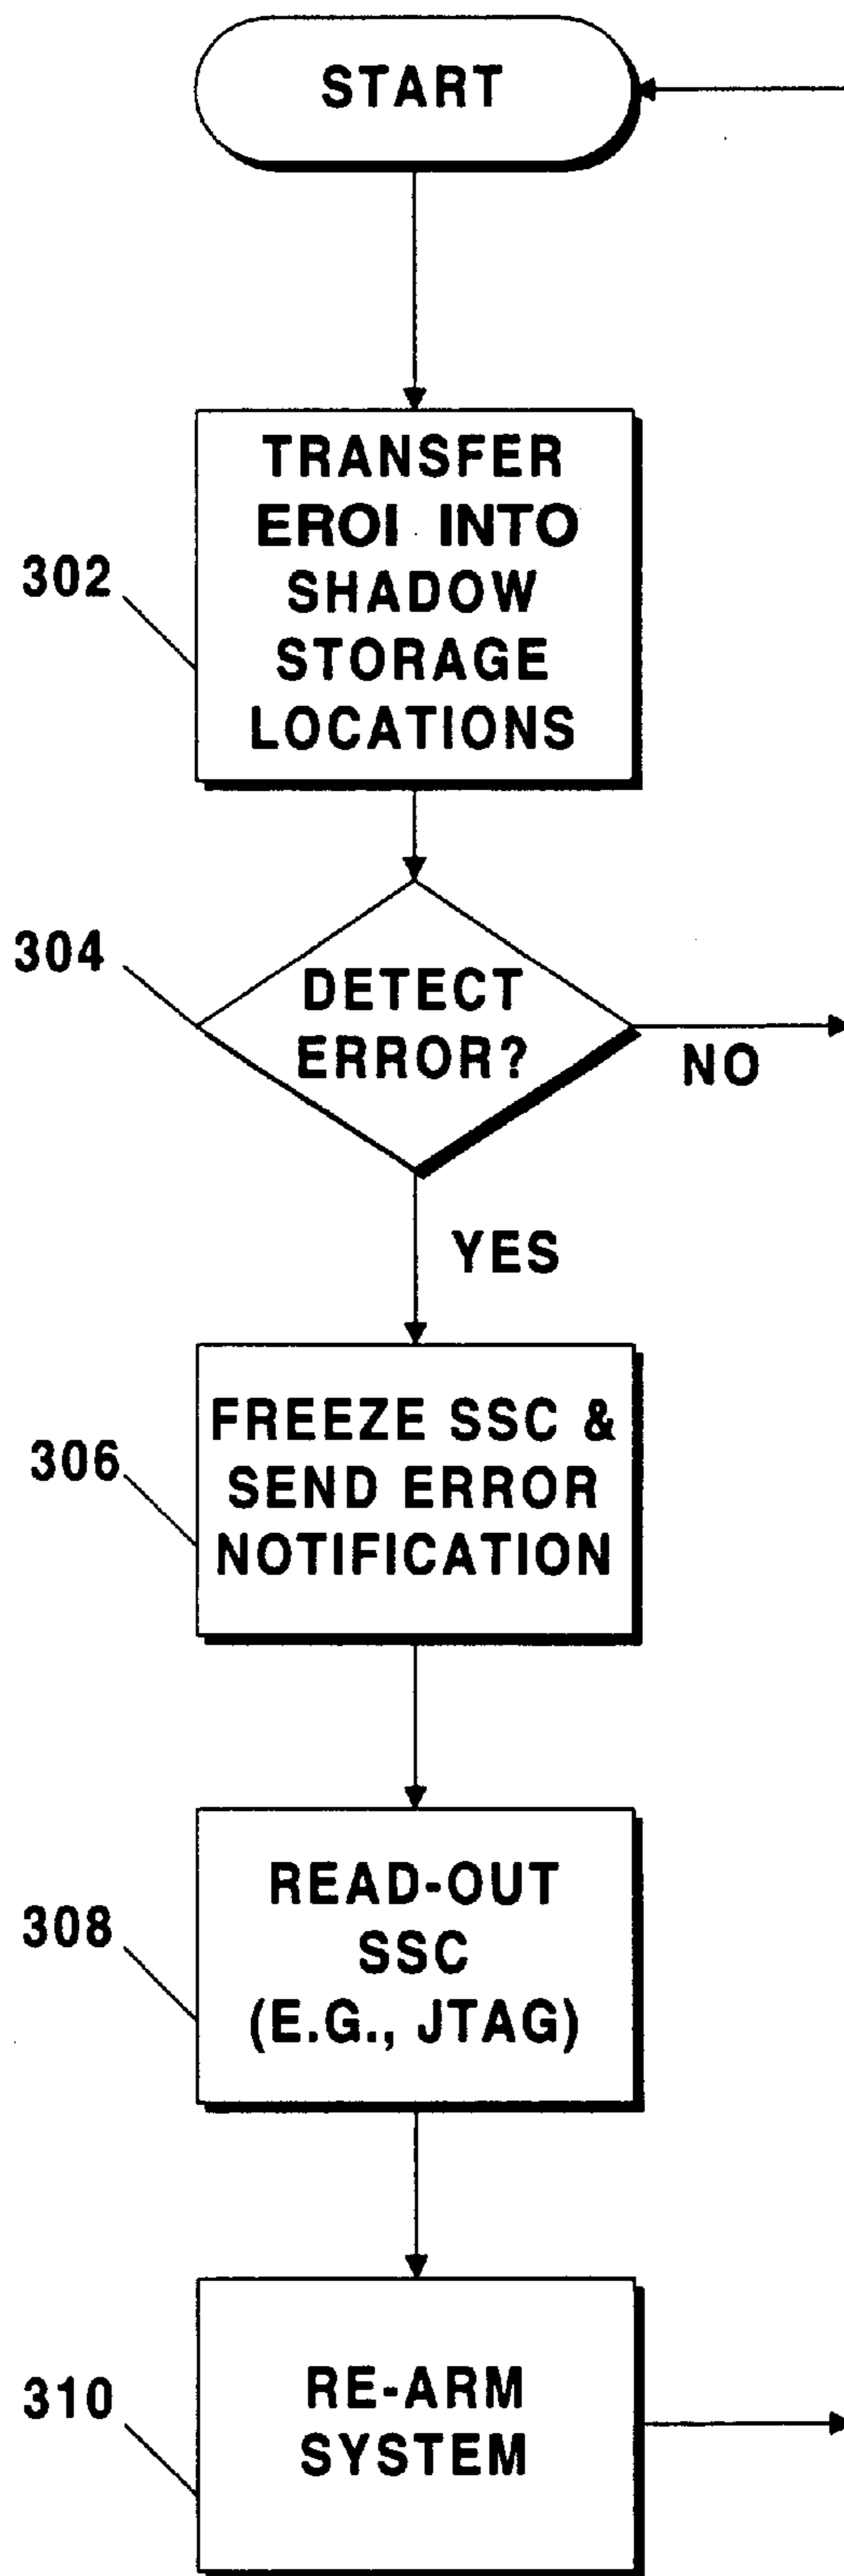 START
302
TRANSFER
EROI INTO
SHADOW
STORAGE
LOCATIONS
304
DETECT
ERROR?
NO
YES
306
FREEZE SSC &
SEND ERROR
NOTIFICATION
308
READ-OUT
SSC
(E.G., JTAG)
310
RE-ARM
SYSTEM